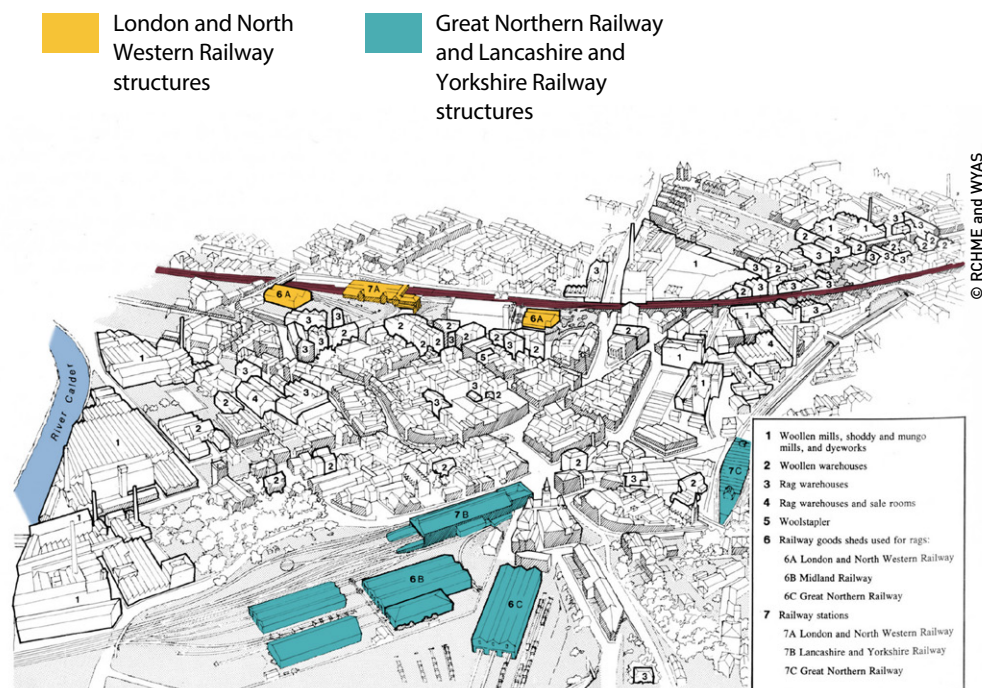 London and North
Western Railway
structures
Great Northern Railway
and Lancashire and
Yorkshire Railway
structures
© RCHME and WYAS
River Calder
6A
7A
6A
7B
6B
6C
7C
1 Woollen mills, shoddy and mungo
mills, and dyeworks
2 Woollen warehouses
3 Rag warehouses
4 Rag warehouses and sale rooms
5 Woolstapler
6 Railway goods sheds used for rags:
6A London and North Western Railway
6B Midland Railway
6C Great Northern Railway
7 Railway stations
7A London and North Western Railway
7B Lancashire and Yorkshire Railway
7C Great Northern Railway